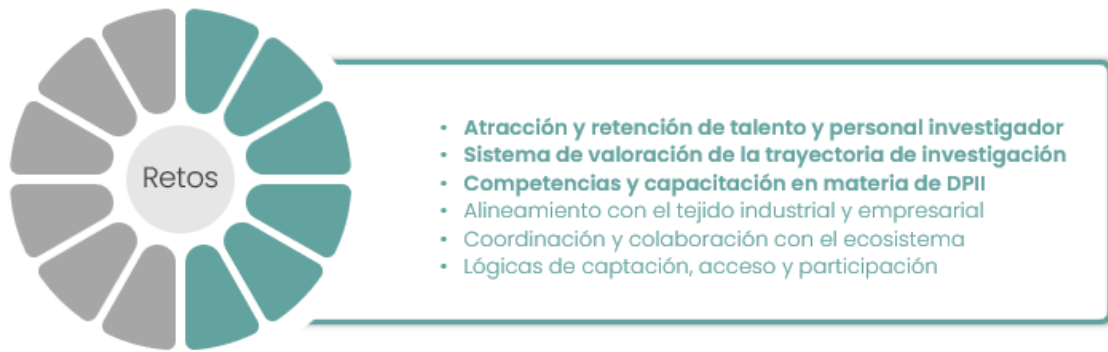 Retos
• Atracción y retención de talento y personal investigador
• Sistema de valoración de la trayectoria de investigación
• Competencias y capacitación en materia de DPII
• Alineamiento con el tejido industrial y empresarial
• Coordinación y colaboración con el ecosistema
• Lógicas de captación, acceso y participación